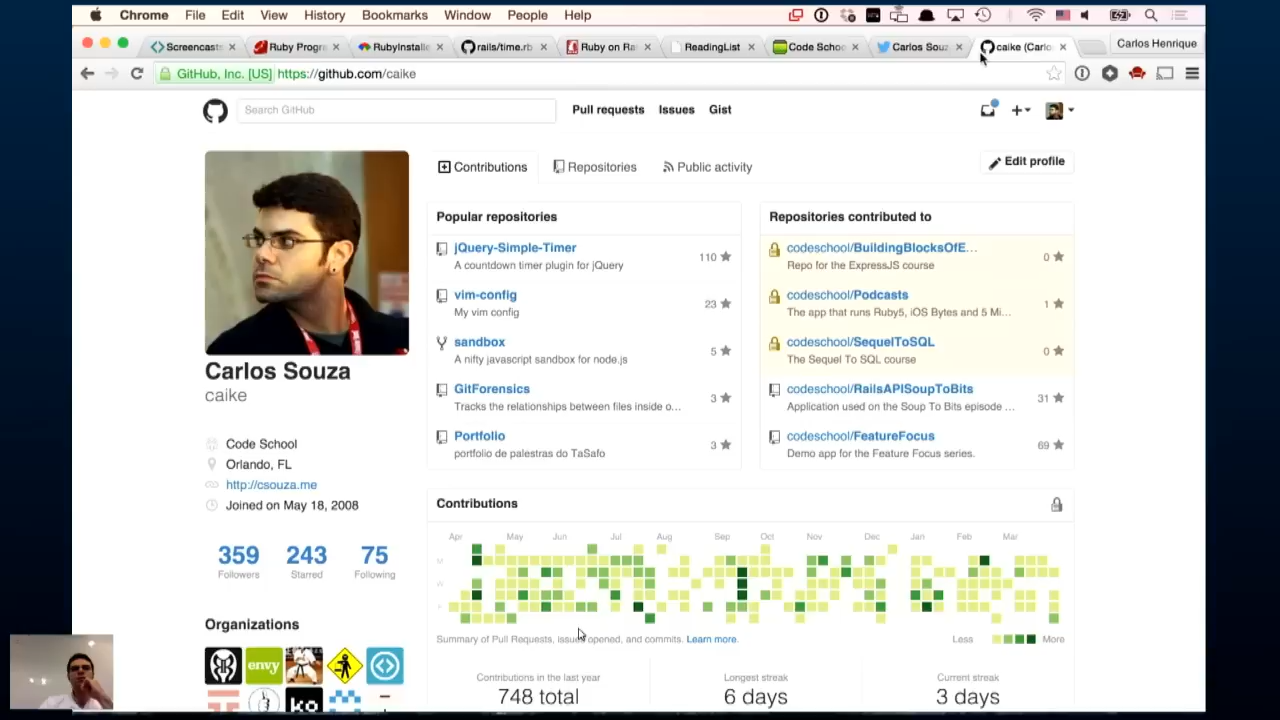 Chrome File Edit View History Bookmarks Window People Help
Screencast Ruby Progr RubyInstalle rails/time.rb Ruby on Ra ReadingList Code Schoo Carlos Souz caike (Carlo Carlos Henrique
GitHub, Inc. [US] https://github.com/caike
Search GitHub Pull requests Issues Gist
Contributions Repositories Public activity Edit profile
Popular repositories
jQuery-Simple-Timer
A countdown timer plugin for jQuery
110
vim-config
My vim config
23
sandbox
A nifty javascript sandbox for node.js
5
GitForensics
Tracks the relationships between files inside o...
3
Portfolio
portfolio de palestras do TaSafo
3
Repositories contributed to
codeschool/BuildingBlocksOfE...
Repo for the ExpressJS course
0
codeschool/Podcasts
The app that runs Ruby5, iOS Bytes and 5 Mi...
1
codeschool/SequelToSQL
The Sequel To SQL course
0
codeschool/RailsAPISoupToBits
Application used on the Soup To Bits episode ...
31
codeschool/FeatureFocus
Demo app for the Feature Focus series.
69
Carlos Souza
caike
Code School
Orlando, FL
http://csouza.me
Joined on May 18, 2008
359 243 75
Followers Starred Following
Organizations
envy
ko
Contributions
Apr May Jun Jul Aug Sep Oct Nov Dec Jan Feb Mar
Summary of Pull Requests, issues opened, and commits. Learn more. Less More
Contributions in the last year
748 total
Longest streak
6 days
Current streak
3 days